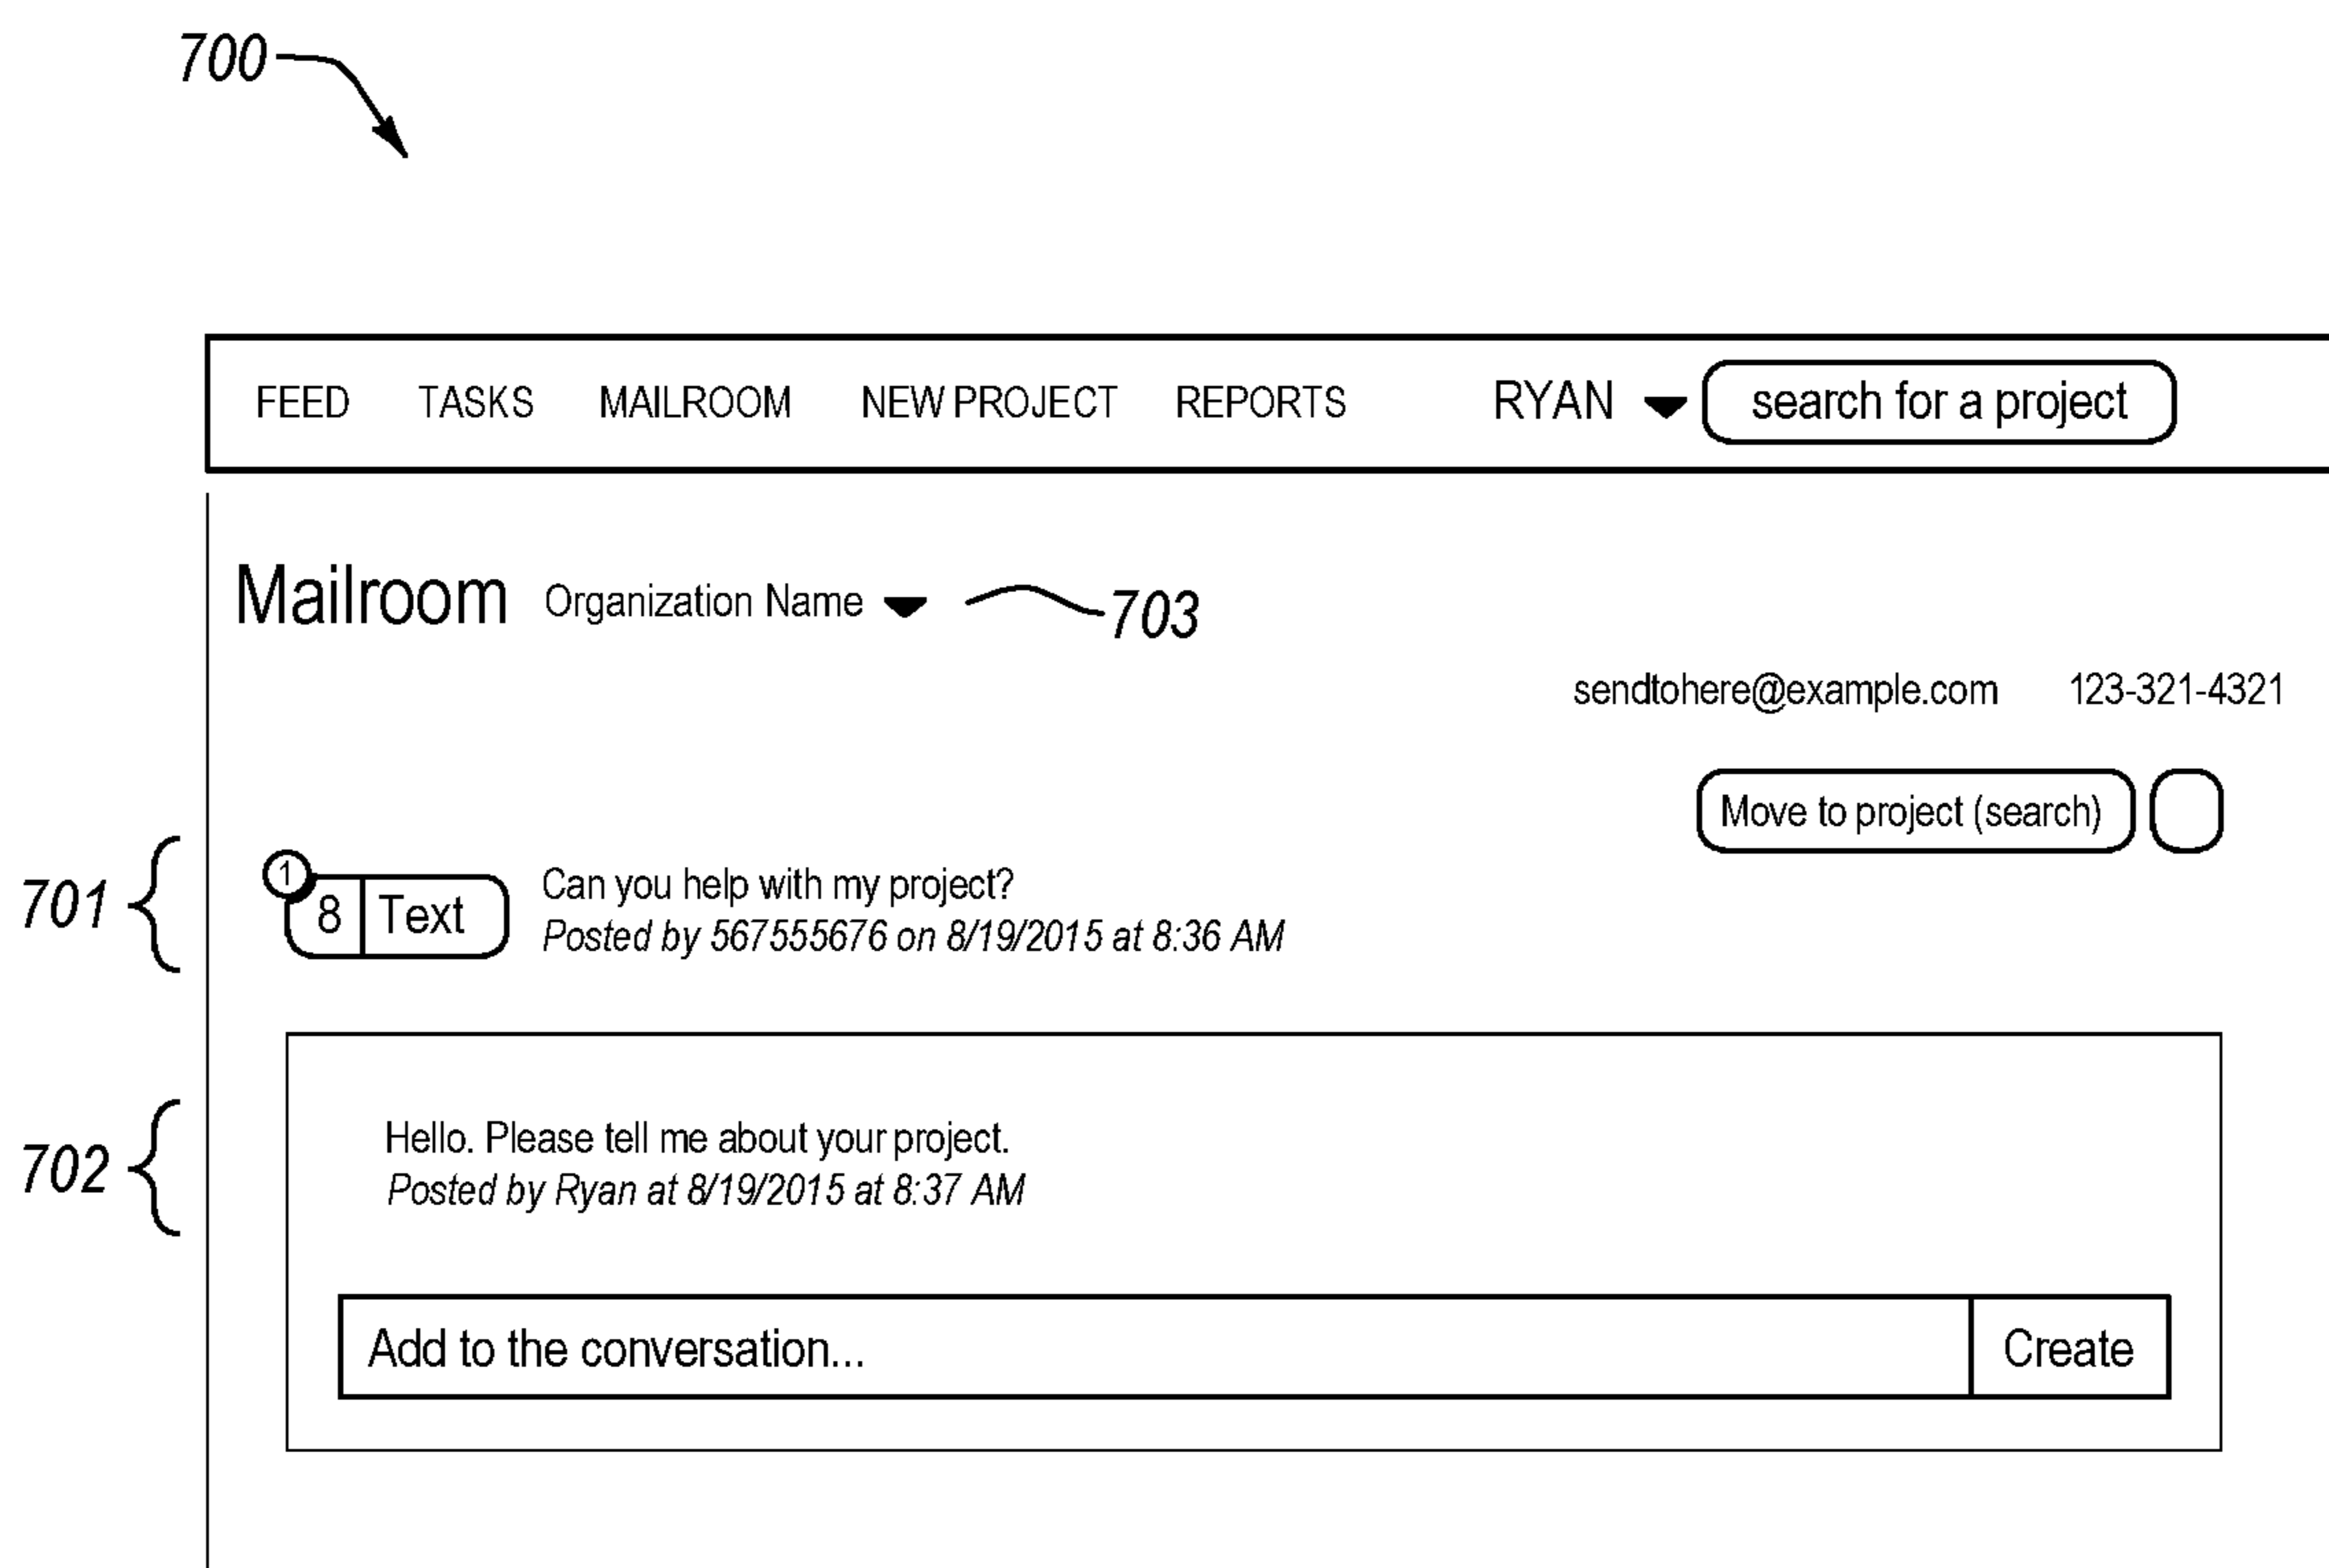 700
FEED TASKS MAILROOM NEW PROJECT REPORTS RYAN search for a project
Mailroom Organization Name 703
sendtohere@example.com 123-321-4321
Move to project (search)
701
1
8 Text
Can you help with my project?
Posted by 567555676 on 8/19/2015 at 8:36 AM
702
Hello. Please tell me about your project.
Posted by Ryan at 8/19/2015 at 8:37 AM
Add to the conversation... Create